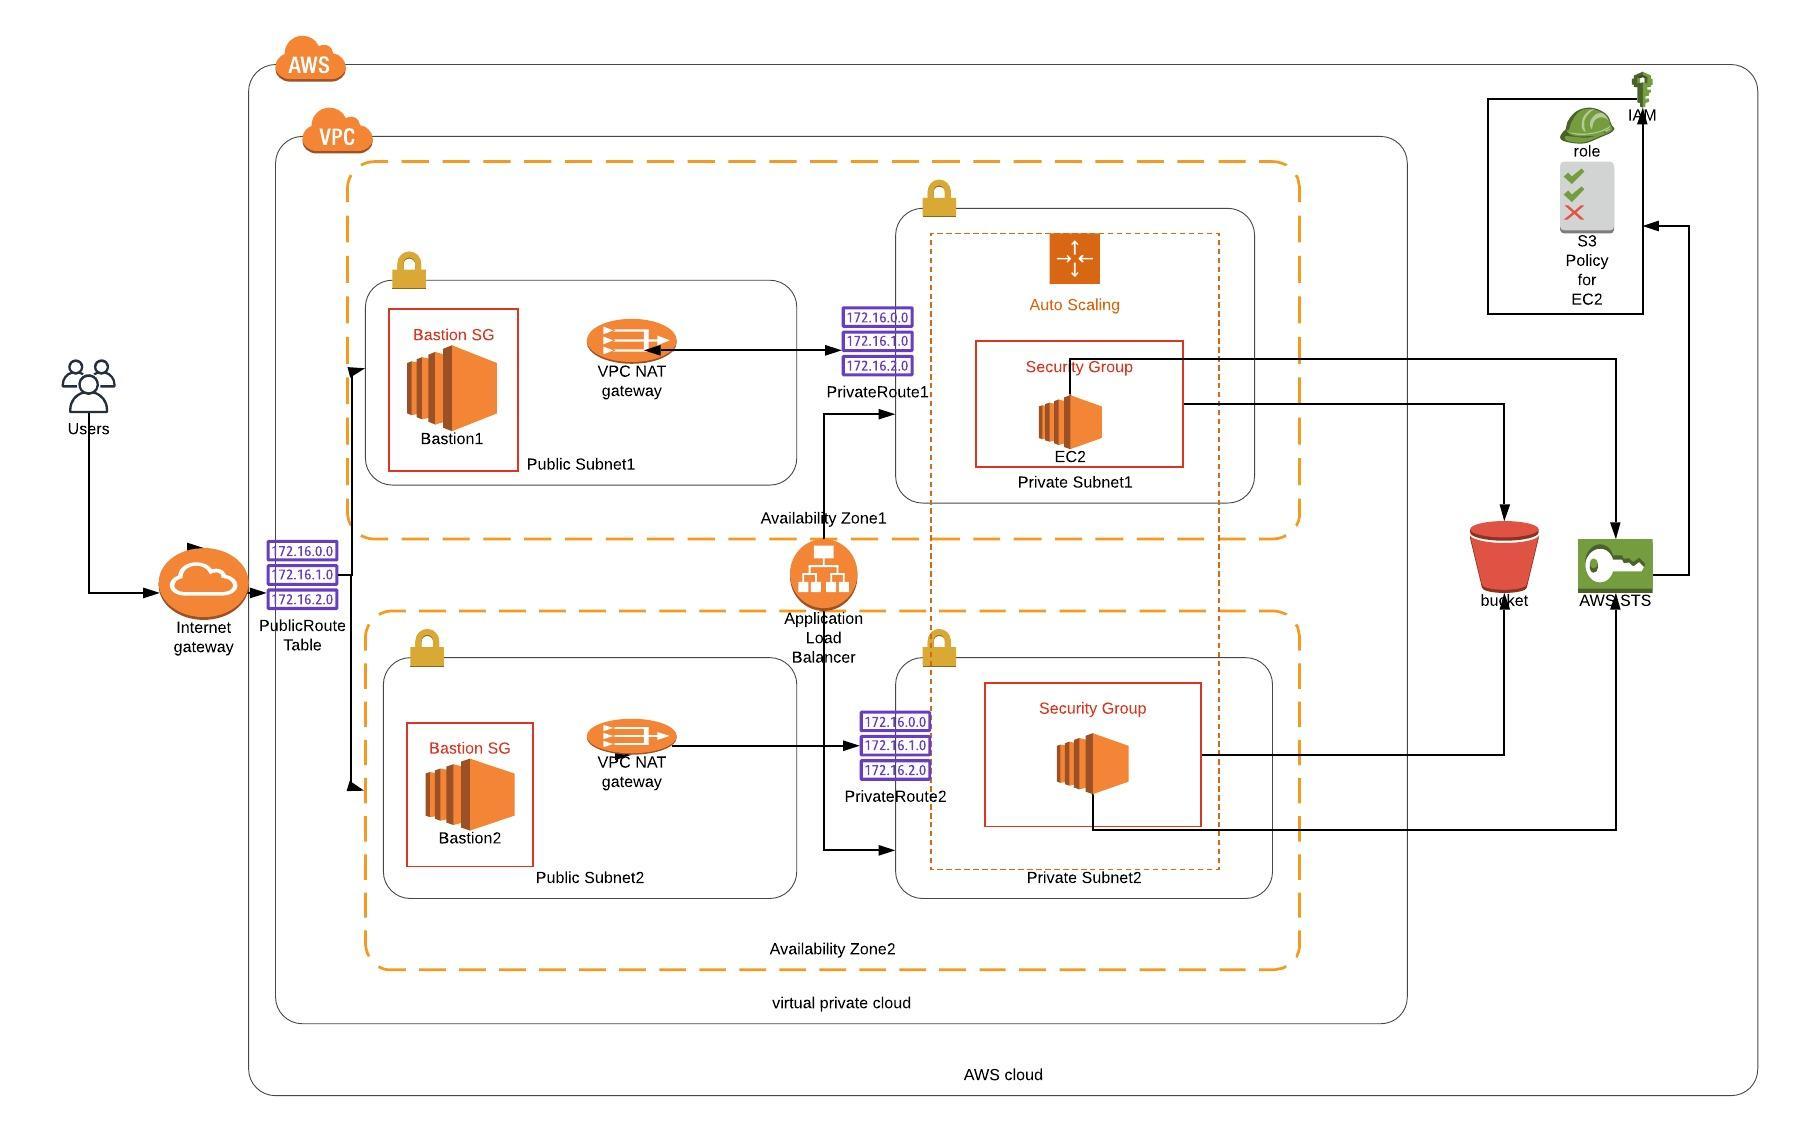 AWS
VPC
IAM
role
S3
Policy
for
EC2
Auto Scaling
172.16.0.0
172.16.1.0
172.16.2.0
PrivateRoute1
Bastion SG
Bastion1
VPC NAT
gateway
Public Subnet1
Security Group
EC2
Private Subnet1
Users
Availability Zone1
Internet
gateway
172.16.0.0
172.16.1.0
172.16.2.0
PublicRoute
Table
Application
Load
Balancer
bucket
AWS STS
Bastion SG
Bastion2
VPC NAT
gateway
Public Subnet2
172.16.0.0
172.16.1.0
172.16.2.0
PrivateRoute2
Security Group
Private Subnet2
Availability Zone2
virtual private cloud
AWS cloud